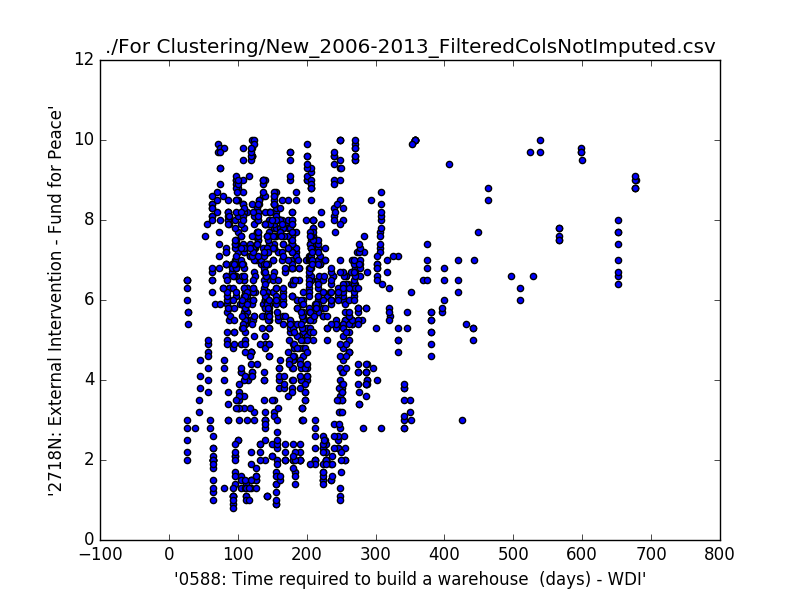 ./For Clustering/New_2006-2013_FilteredColsNotImputed.csv
12
10
8
6
4
2
0
'2718N: External Intervention - Fund for Peace'
-100 0 100 200 300 400 500 600 700 800
'0588: Time required to build a warehouse  (days) - WDI'